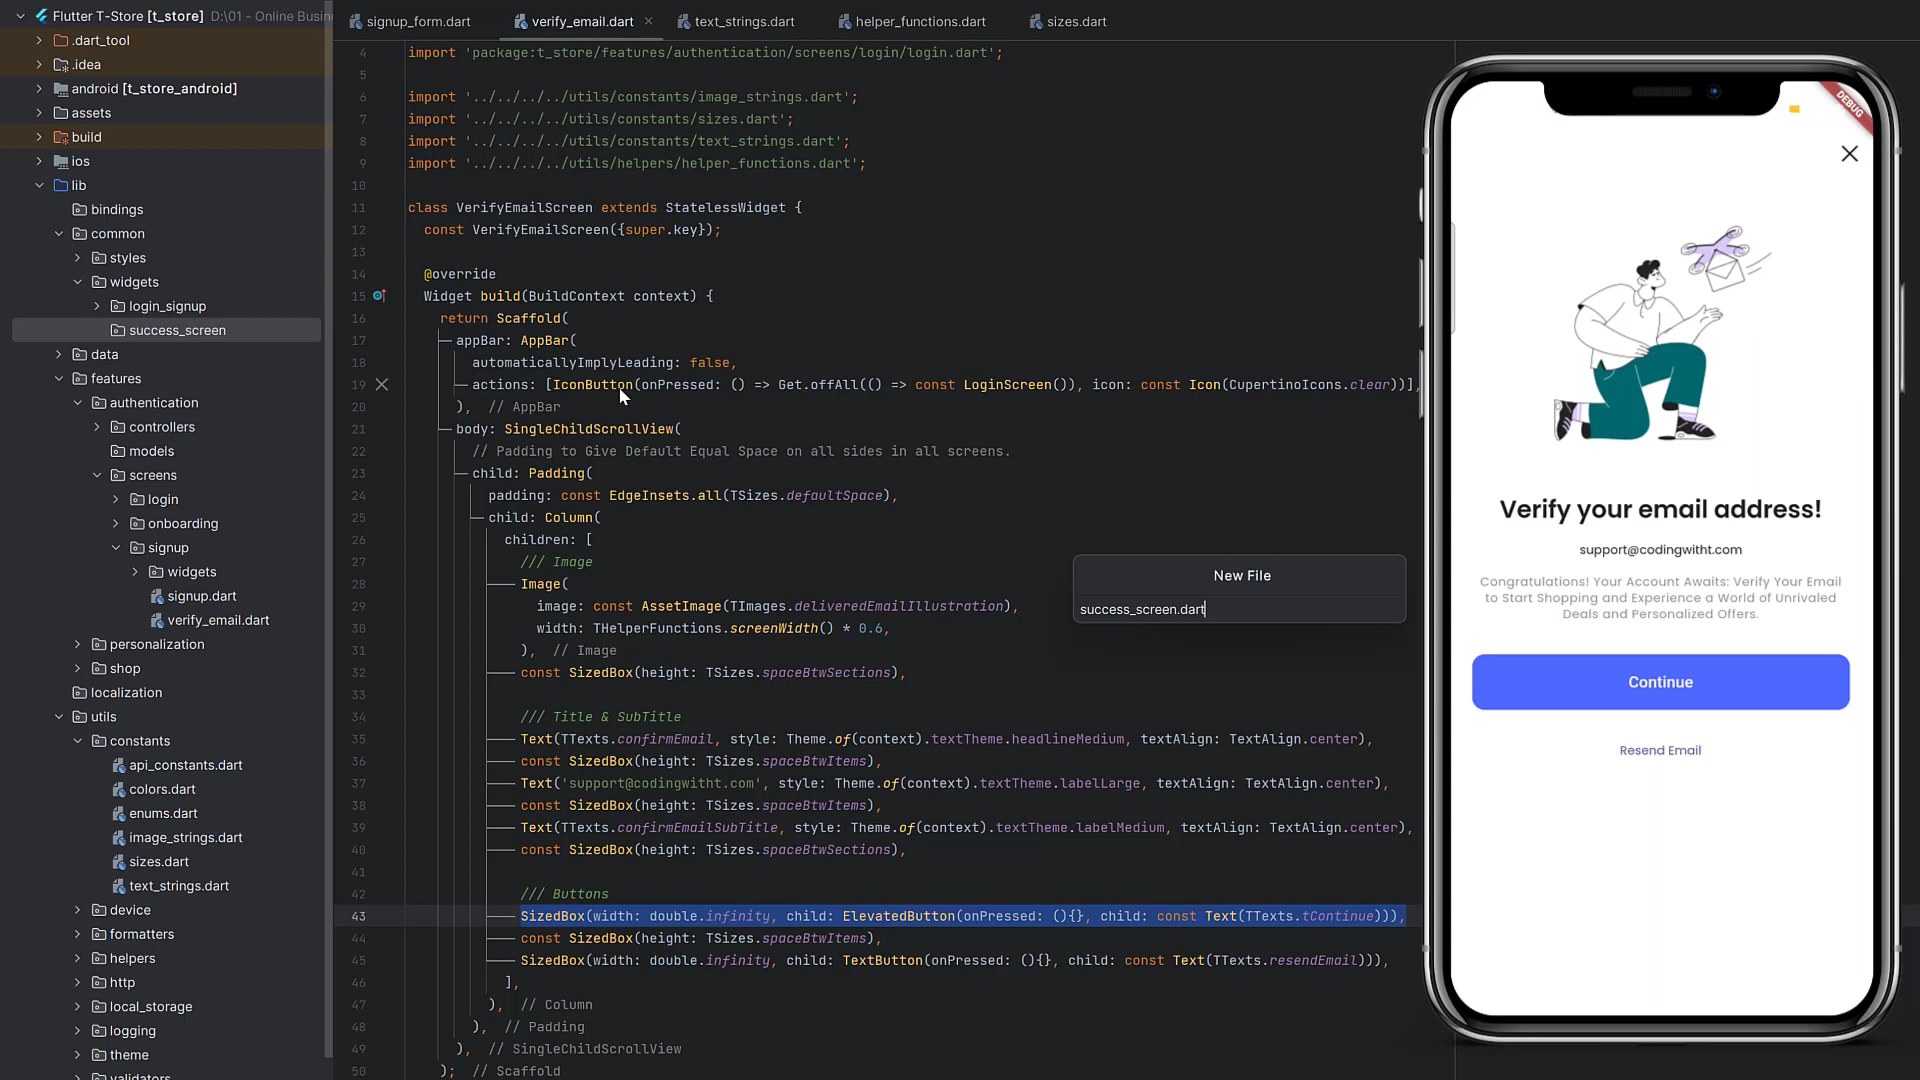 Flutter T-Store [t_store] D:\01 - Online Busin
.dart_tool
.idea
android [t_store_android]
assets
build
ios
lib
bindings
common
styles
widgets
login_signup
success_screen
data
features
authentication
controllers
models
screens
login
onboarding
signup
widgets
signup.dart
verify_email.dart
personalization
shop
localization
utils
constants
api_constants.dart
colors.dart
enums.dart
image_strings.dart
sizes.dart
text_strings.dart
device
formatters
helpers
http
local_storage
logging
theme
validators
signup_form.dart
verify_email.dart
text_strings.dart
helper_functions.dart
sizes.dart
4 import 'package:t_store/features/authentication/screens/login/login.dart';
5
6 import '../../../../utils/constants/image_strings.dart';
7 import '../../../../utils/constants/sizes.dart';
8 import '../../../../utils/constants/text_strings.dart';
9 import '../../../../utils/helpers/helper_functions.dart';
10
11 class VerifyEmailScreen extends StatelessWidget {
12 const VerifyEmailScreen({super.key});
13
14 @override
15 Widget build(BuildContext context) {
16 return Scaffold(
17 appBar: AppBar(
18 automaticallyImplyLeading: false,
19 actions: [IconButton(onPressed: () => Get.offAll(() => const LoginScreen()), icon: const Icon(CupertinoIcons.clear))],
20 ), // AppBar
21 body: SingleChildScrollView(
22 // Padding to Give Default Equal Space on all sides in all screens.
23 child: Padding(
24 padding: const EdgeInsets.all(TSizes.defaultSpace),
25 child: Column(
26 children: [
27 /// Image
28 Image(
29 image: const AssetImage(TImages.deliveredEmailIllustration),
30 width: THelperFunctions.screenWidth() * 0.6,
31 ), // Image
32 const SizedBox(height: TSizes.spaceBtwSections),
33
34 /// Title & SubTitle
35 Text(TTexts.confirmEmail, style: Theme.of(context).textTheme.headlineMedium, textAlign: TextAlign.center),
36 const SizedBox(height: TSizes.spaceBtwItems),
37 Text('support@codingwitht.com', style: Theme.of(context).textTheme.labelLarge, textAlign: TextAlign.center),
38 const SizedBox(height: TSizes.spaceBtwItems),
39 Text(TTexts.confirmEmailSubTitle, style: Theme.of(context).textTheme.labelMedium, textAlign: TextAlign.center),
40 const SizedBox(height: TSizes.spaceBtwSections),
41
42 /// Buttons
43 SizedBox(width: double.infinity, child: ElevatedButton(onPressed: (){}, child: const Text(TTexts.tContinue))),
44 const SizedBox(height: TSizes.spaceBtwItems),
45 SizedBox(width: double.infinity, child: TextButton(onPressed: (){}, child: const Text(TTexts.resendEmail))),
46 ],
47 ), // Column
48 ), // Padding
49 ), // SingleChildScrollView
50 ); // Scaffold
New File
success_screen.dart
DEBUG
Verify your email address!
support@codingwitht.com
Congratulations! Your Account Awaits: Verify Your Email
to Start Shopping and Experience a World of Unrivaled
Deals and Personalized Offers.
Continue
Resend Email